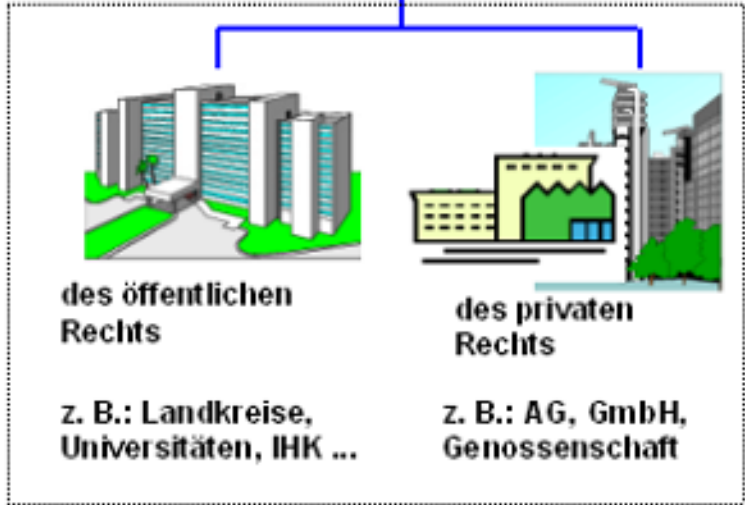 des öffentlichen
Rechts
z. B.: Landkreise,
Universitäten, IHK ...
des privaten
Rechts
z. B.: AG, GmbH,
Genossenschaft